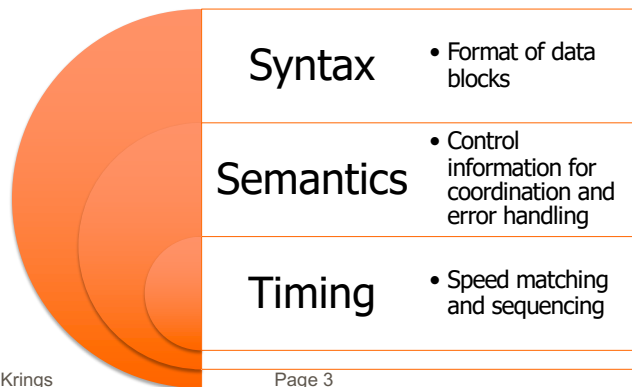 Syntax
• Format of data
blocks
Semantics
• Control
information for
coordination and
error handling
Timing
• Speed matching
and sequencing
Krings
Page 3